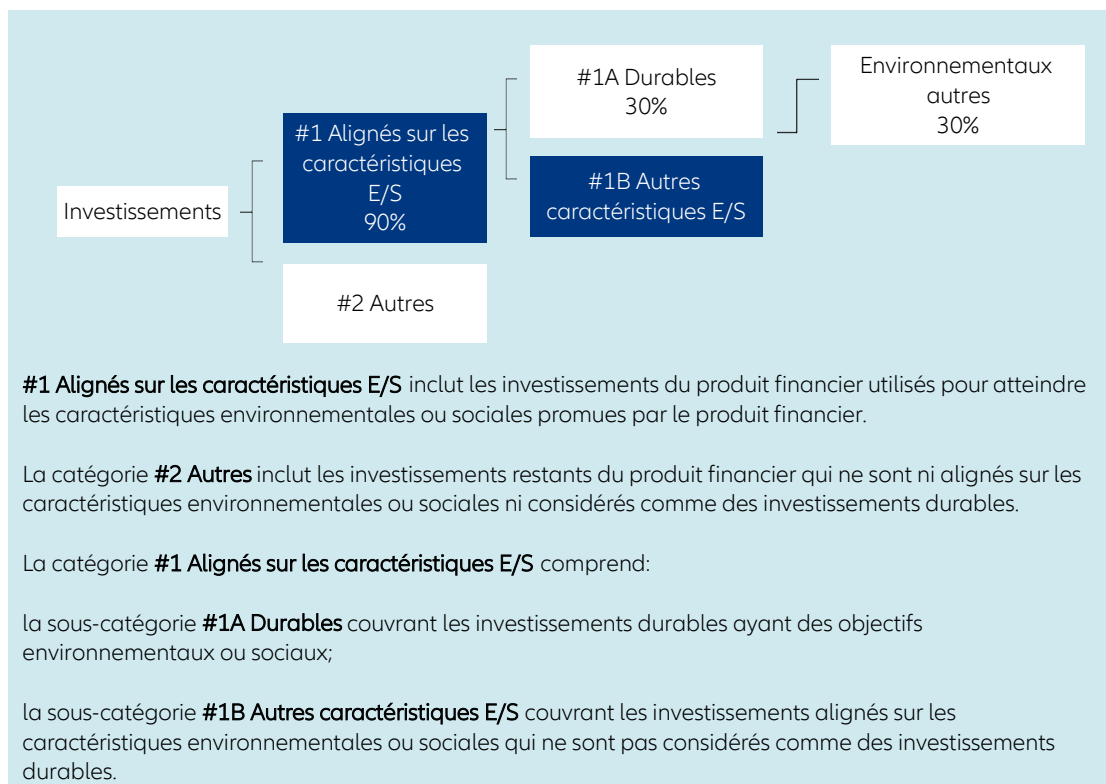 Investissements
#1 Alignés sur les
caractéristiques
E/S
90%
#2 Autres
#1A Durables
30%
#1B Autres
caractéristiques E/S
Environnementaux
autres
30%
#1 Alignés sur les caractéristiques E/S inclut les investissements du produit financier utilisés pour atteindre
les caractéristiques environnementales ou sociales promues par le produit financier.
La catégorie #2 Autres inclut les investissements restants du produit financier qui ne sont ni alignés sur les
caractéristiques environnementales ou sociales ni considérés comme des investissements durables.
La catégorie #1 Alignés sur les caractéristiques E/S comprend:
la sous-catégorie #1A Durables couvrant les investissements durables ayant des objectifs
environnementaux ou sociaux;
la sous-catégorie #1B Autres caractéristiques E/S couvrant les investissements alignés sur les
caractéristiques environnementales ou sociales qui ne sont pas considérés comme des investissements
durables.